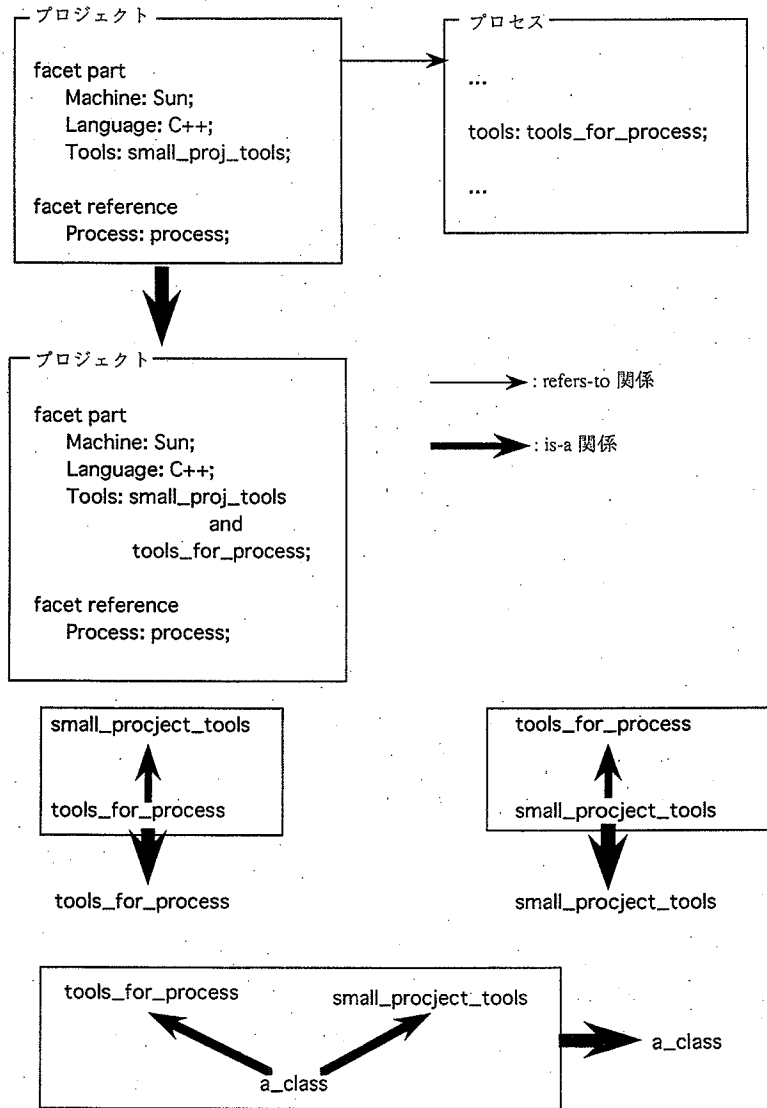 プロジェクト
facet part
Machine: Sun;
Language: C++;
Tools: small_proj_tools;
facet reference
Process: process;
プロセス
...
tools: tools_for_process;
...
プロジェクト
facet part
Machine: Sun;
Language: C++;
Tools: small_proj_tools
and
tools_for_process;
facet reference
Process: process;
: refers-to 関係
: is-a 関係
small_procject_tools
tools_for_process
tools_for_process
tools_for_process
small_procject_tools
small_procject_tools
tools_for_process
small_procject_tools
a_class
a_class